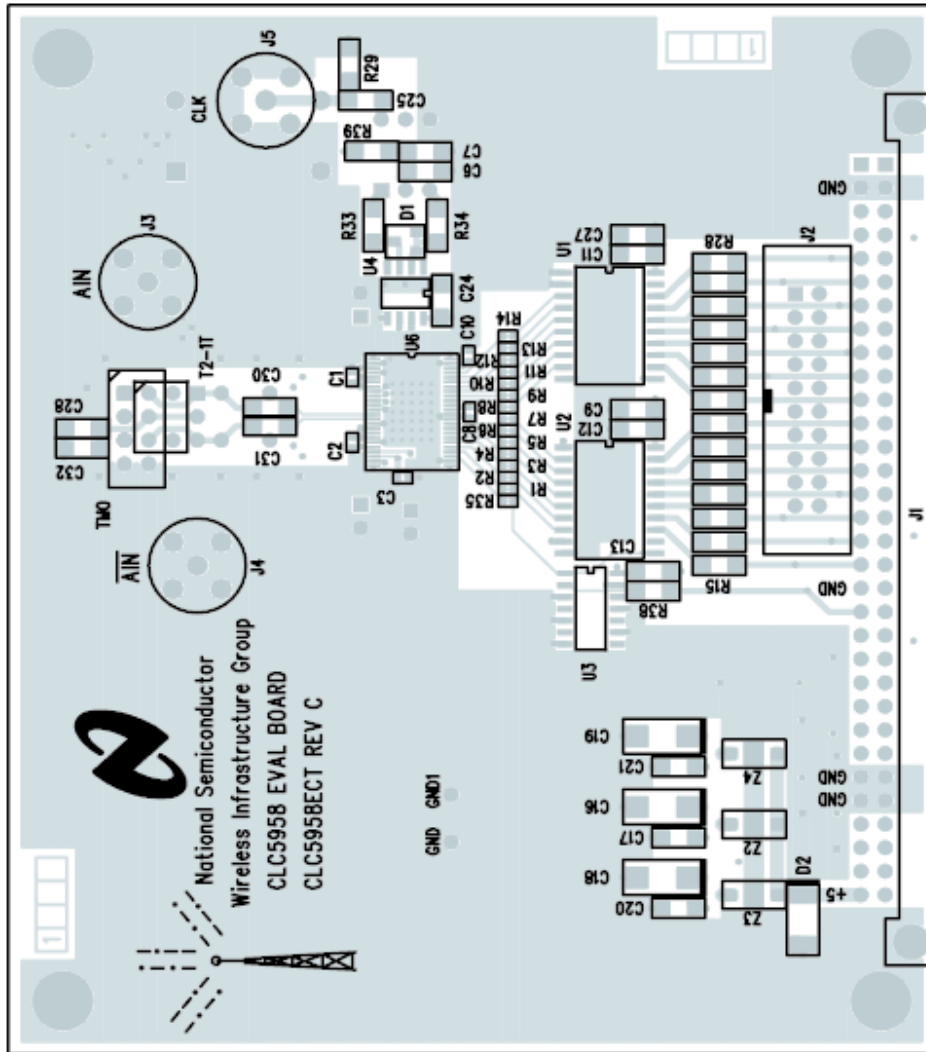 J5
CLK
R29
C25
R39
C7
C6
J3
AIN
R33
D1
R34
U4
C24
C10
U6
GND
C27
C11
U1
R28
J2
T2-1T
C28
C32
TMO
C30
C31
C1
C2
C3
C8
R14
R13
R12
R11
R10
R9
R8
R7
R6
R5
R4
R3
R2
R1
R35
U2
C9
C12
C13
J1
GND
R15
R38
U3
AIN
J4
National Semiconductor
Wireless Infrastructure Group
CLC5958 EVAL BOARD
CLC5958ECT REV C
GND
GND1
C19
C21
C16
C17
C18
C20
Z4
Z2
Z3
D2
+5
GND
GND
1
1